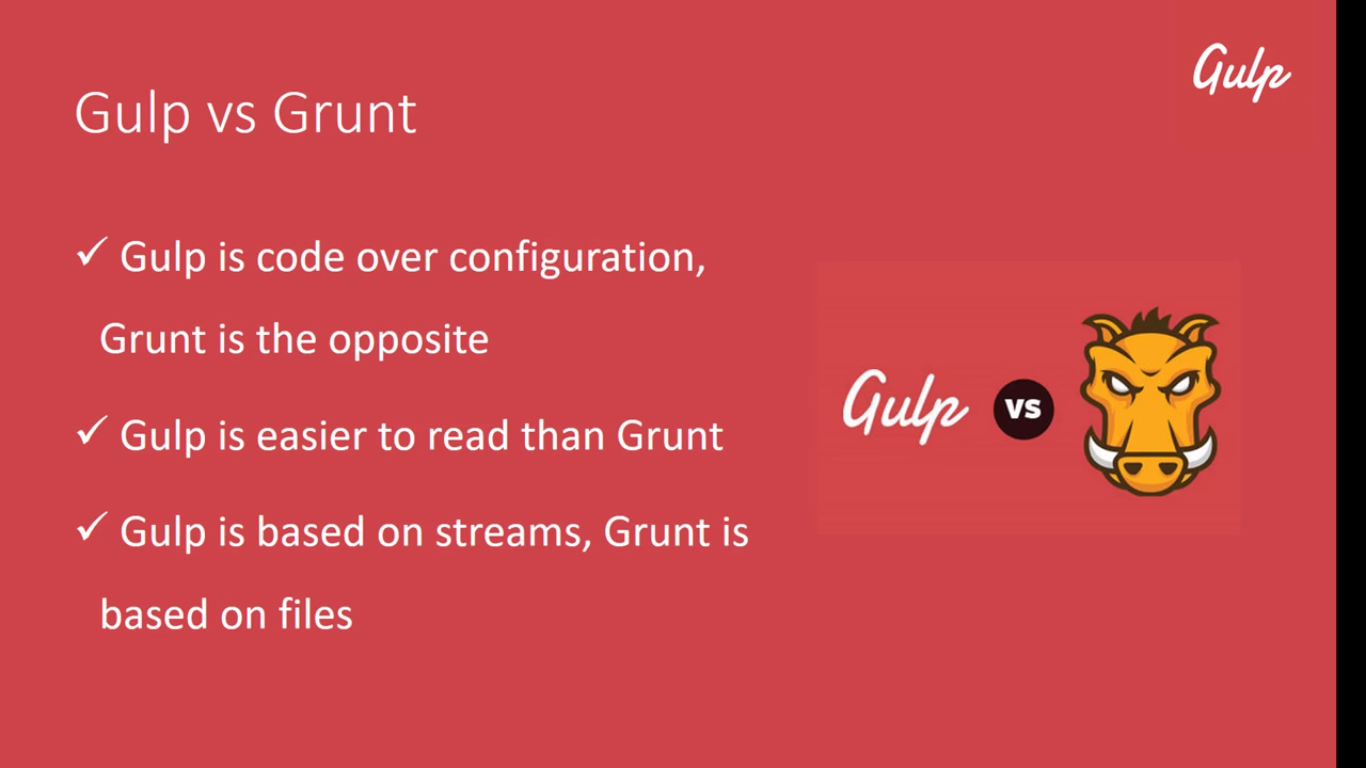 Gulp
Gulp vs Grunt
✓ Gulp is code over configuration,
Grunt is the opposite
✓ Gulp is easier to read than Grunt
✓ Gulp is based on streams, Grunt is
based on files
Gulp VS